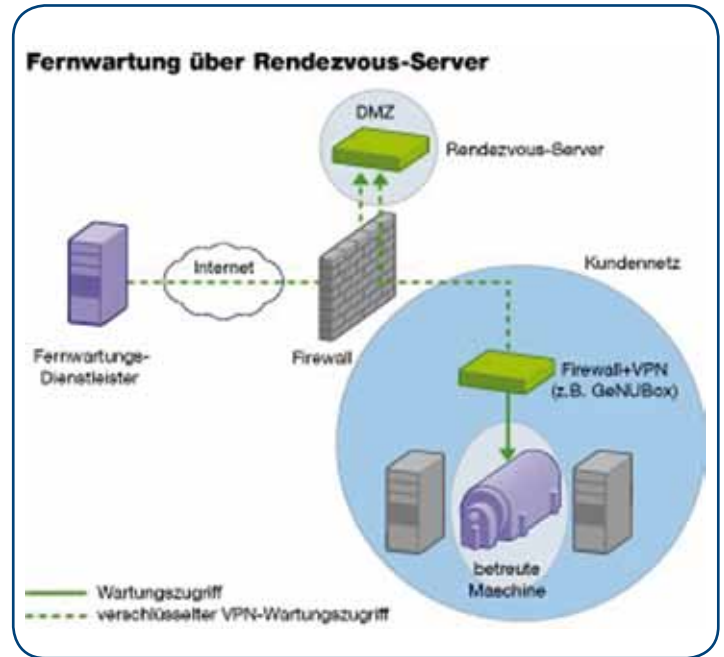 Fernwartung über Rendezvous-Server
DMZ
Rendezvous-Server
Internet
Kundennetz
Fernwartungs-
Dienstleister
Firewall
Firewall+VPN
(z.B. GeNUBox)
betreute
Maschine
Wartungszugriff
verschlüsselter VPN-Wartungszugriff